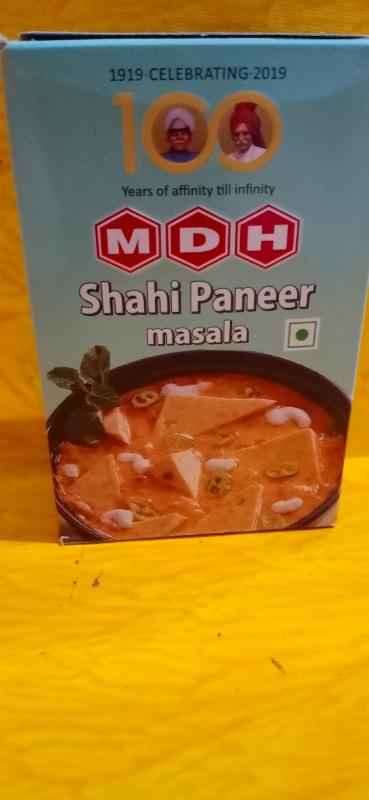 1919·CELEBRATING·2019
100
Years of affinity till infinity
MDH
Shahi Paneer
masala